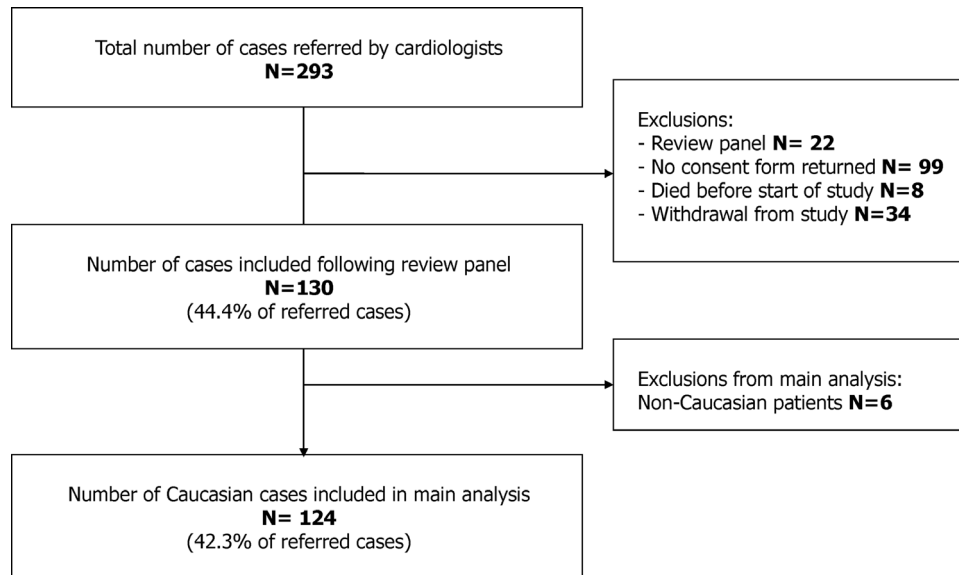 Total number of cases referred by cardiologists
N=293
Exclusions:
- Review panel N= 22
- No consent form returned N= 99
- Died before start of study N=8
- Withdrawal from study N=34
Number of cases included following review panel
N=130
(44.4% of referred cases)
Exclusions from main analysis:
Non-Caucasian patients N=6
Number of Caucasian cases included in main analysis
N= 124
(42.3% of referred cases)